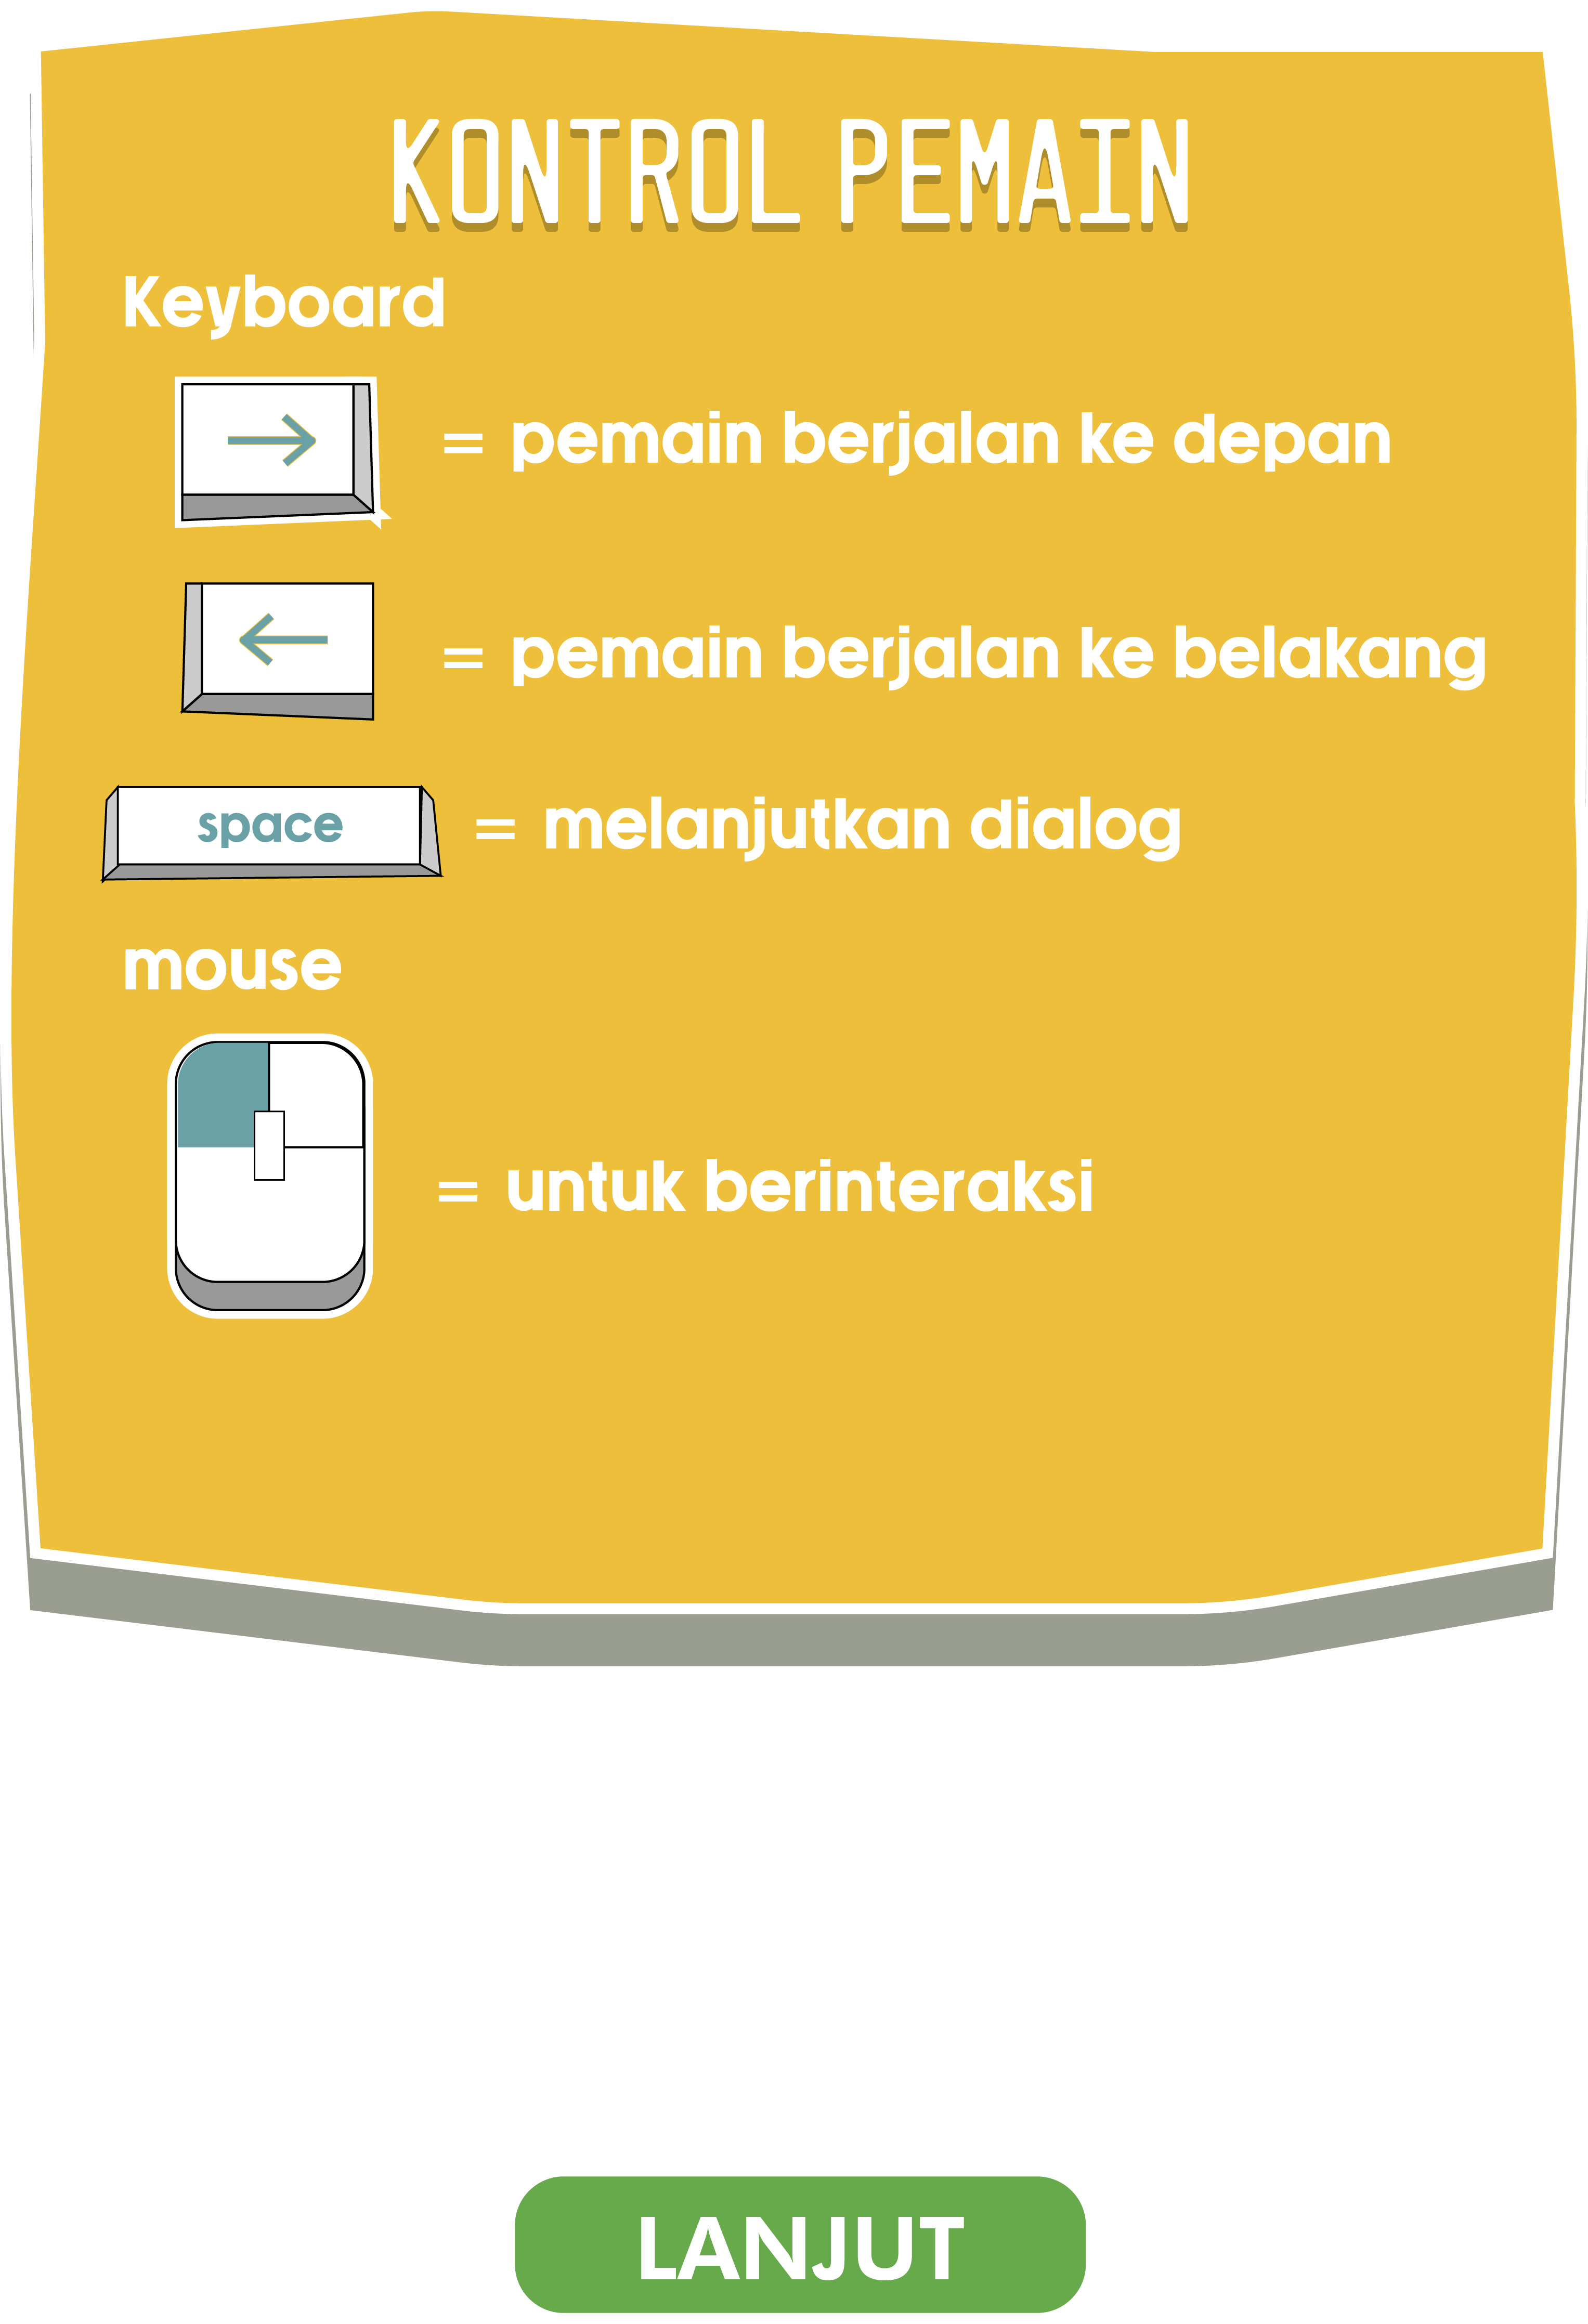 KONTROL PEMAIN
Keyboard
= pemain berjalan ke depan
= pemain berjalan ke belakang
space = melanjutkan dialog
mouse
= untuk berinteraksi
LANJUT